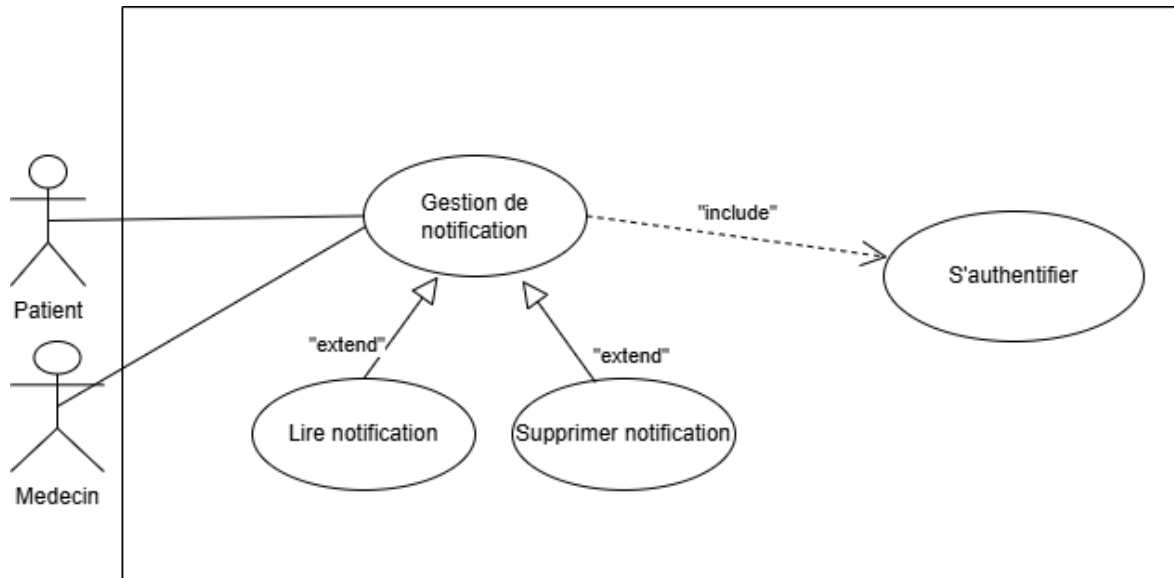 Gestion de
notification
"include"
S'authentifier
Patient
"extend"
"extend"
Lire notification
Supprimer notification
Medecin